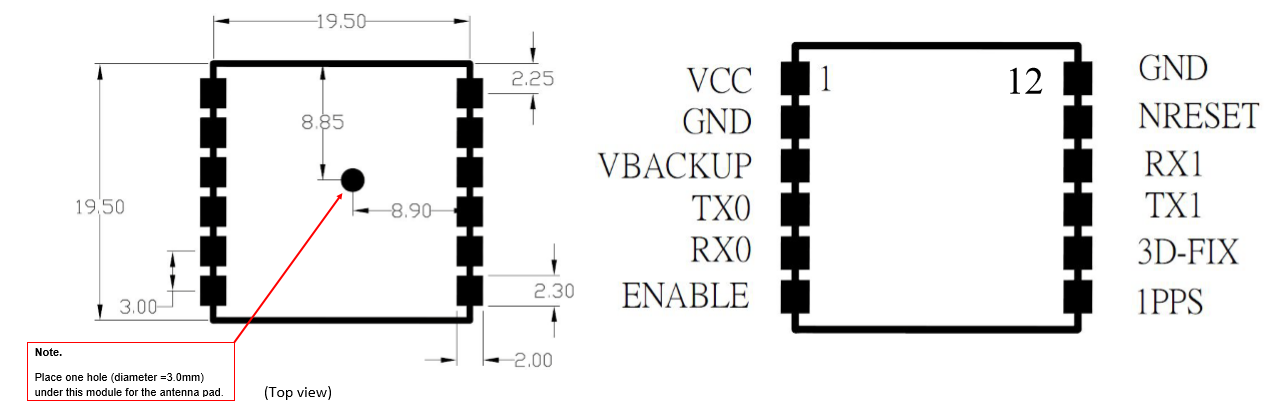 19.50
2.25
8.85
19.50
8.90
3.00
2.30
2.00
Note.
Place one hole (diameter =3.0mm)
under this module for the antenna pad.
(Top view)
VCC 1 12 GND
GND NRESET
VBACKUP RX1
TX0 TX1
RX0 3D-FIX
ENABLE 1PPS